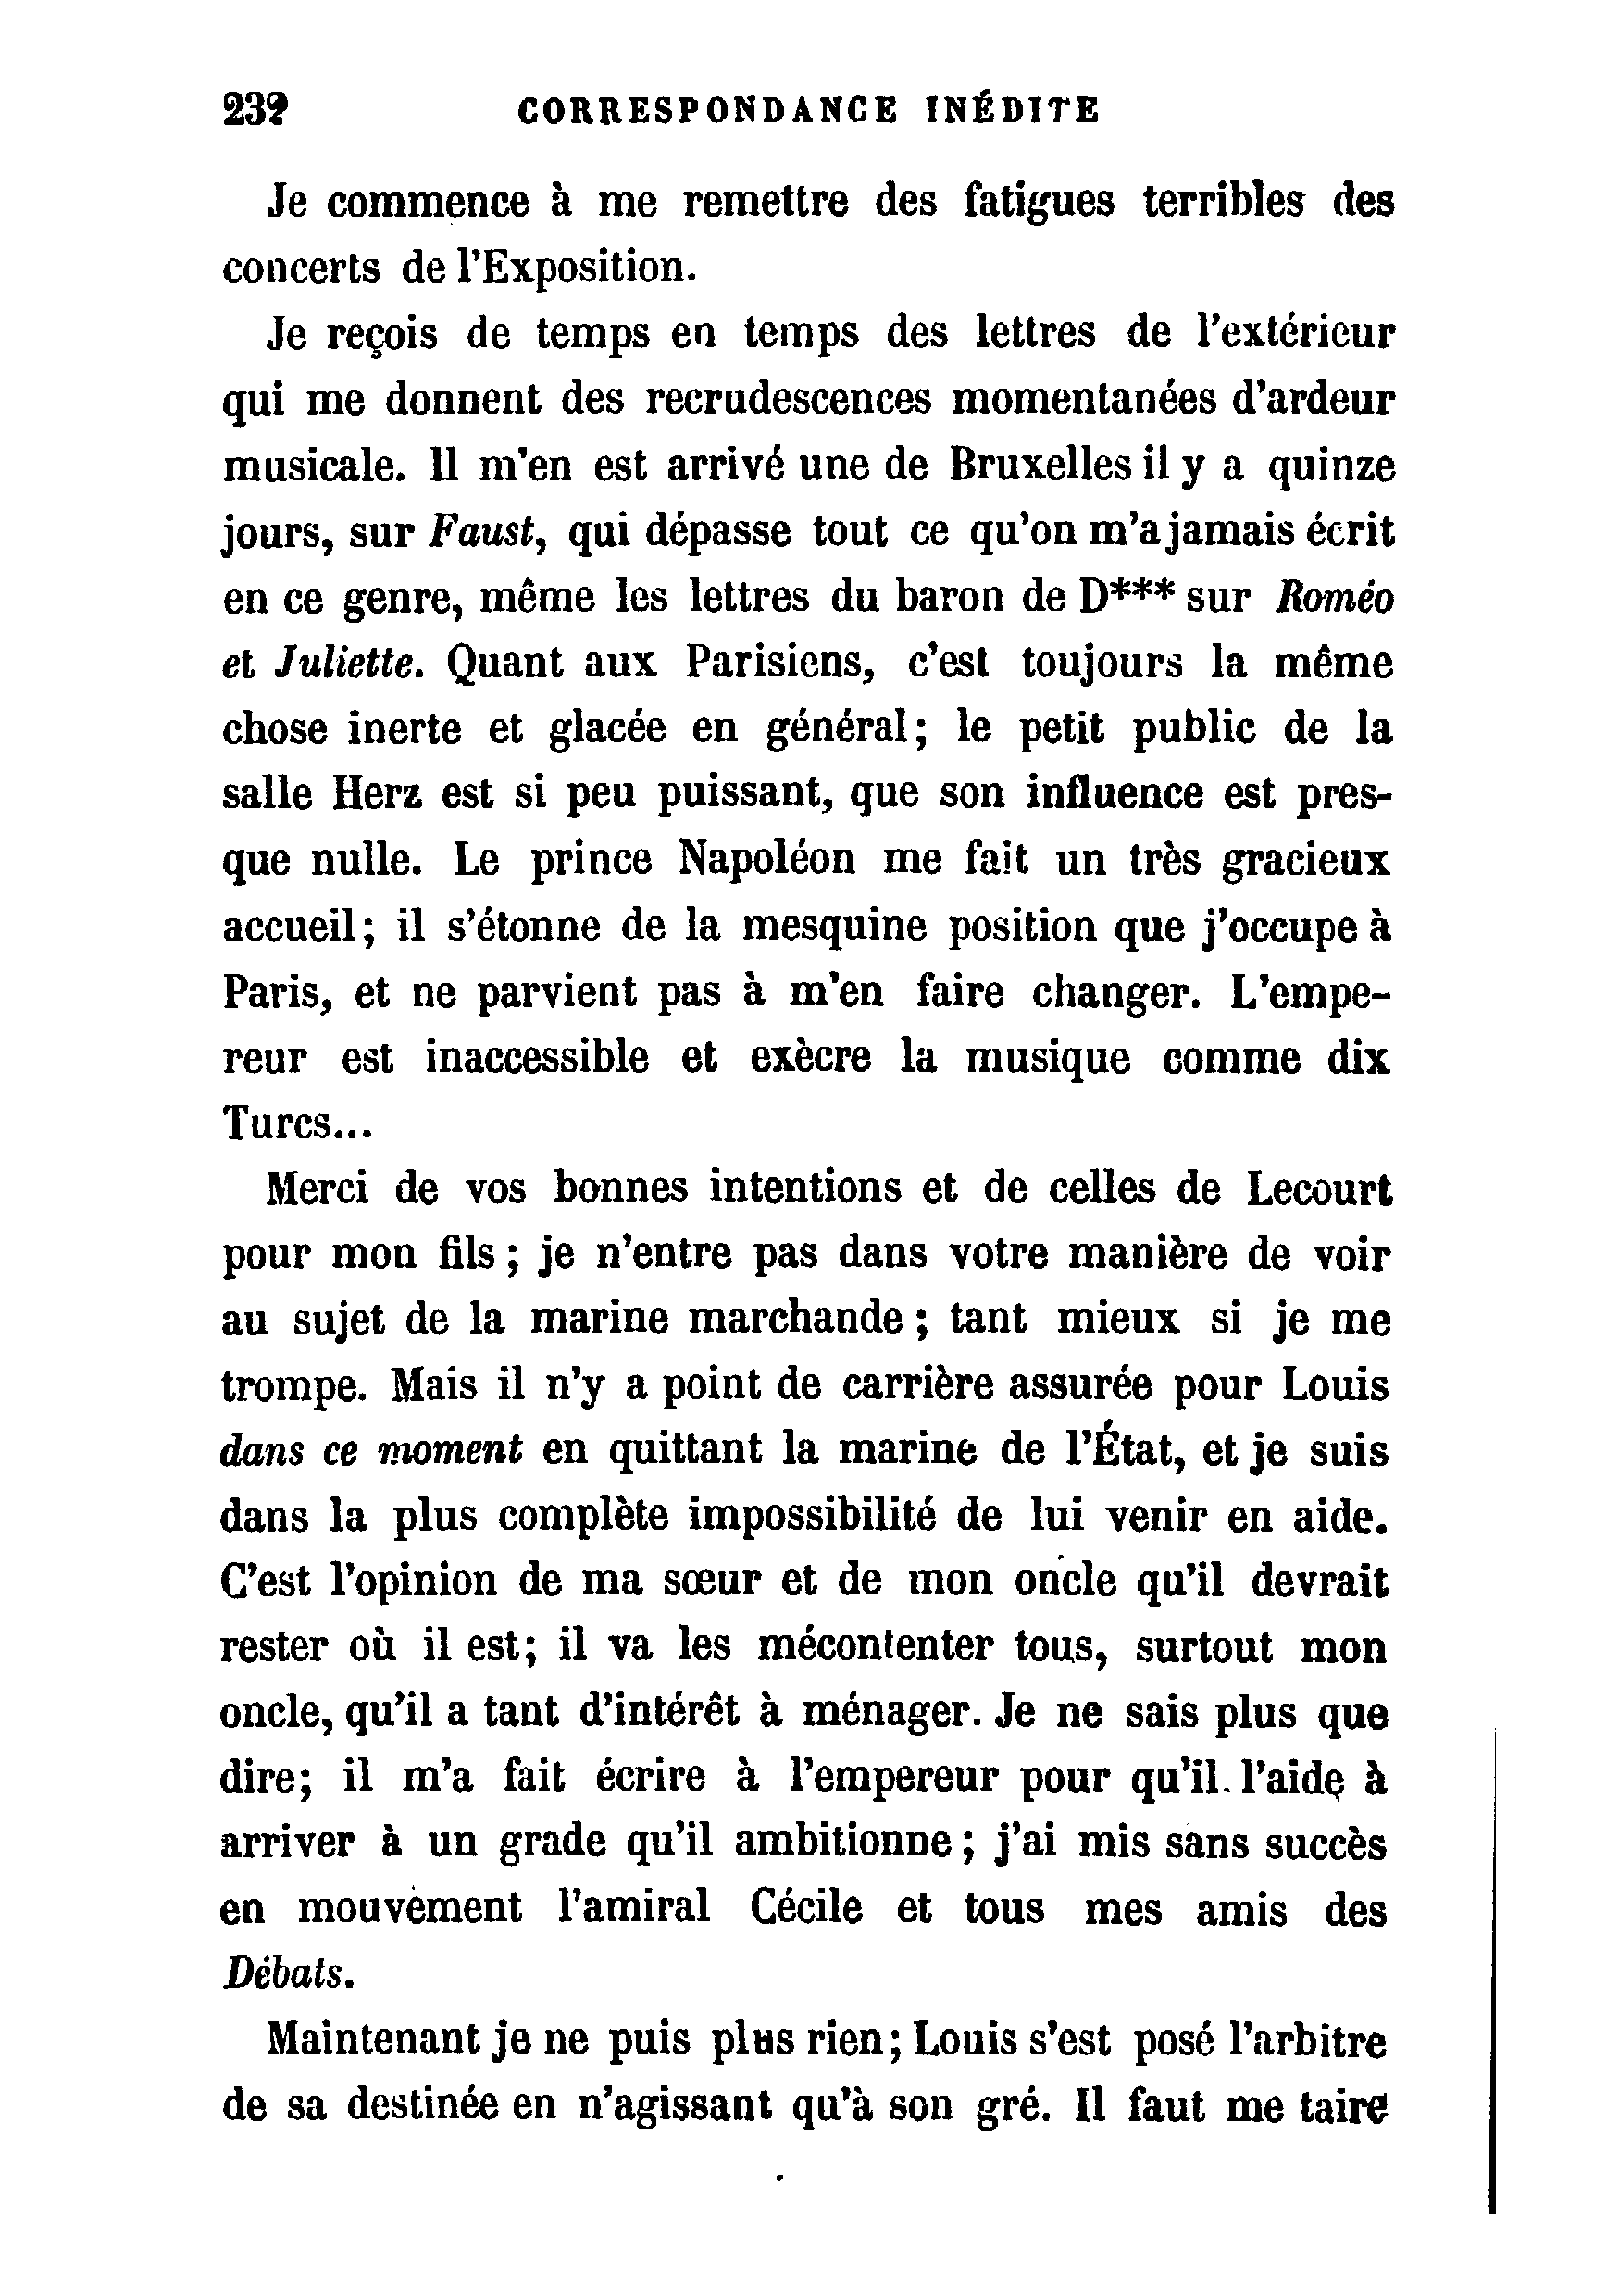 232 CORRESPONDANCE INÉDITE
Je commence à me remettre des fatigues terribles des
concerts de l'Exposition.
Je reçois de temps en temps des lettres de l'extérieur
qui me donnent des recrudescences momentanées d'ardeur
musicale. Il m'en est arrivé une de Bruxelles il y a quinze
jours, sur Faust, qui dépasse tout ce qu'on m'a jamais écrit
en ce genre, même les lettres du baron de D*** sur Roméo
et Juliette. Quant aux Parisiens, c'est toujours la même
chose inerte et glacée en général; le petit public de la
salle Herz est si peu puissant, que son influence est pres-
que nulle. Le prince Napoléon me fait un très gracieux
accueil; il s'étonne de la mesquine position que j'occupe à
Paris, et ne parvient pas à m'en faire changer. L'empe-
reur est inaccessible et exècre la musique comme dix
Turcs...
Merci de vos bonnes intentions et de celles de Lecourt
pour mon fils; je n'entre pas dans votre manière de voir
au sujet de la marine marchande; tant mieux si je me
trompe. Mais il n'y a point de carrière assurée pour Louis
dans ce moment en quittant la marine de l'État, et je suis
dans la plus complète impossibilité de lui venir en aide.
C'est l'opinion de ma sœur et de mon oncle qu'il devrait
rester où il est; il va les mécontenter tous, surtout mon
oncle, qu'il a tant d'intérêt à ménager. Je ne sais plus que
dire; il m'a fait écrire à l'empereur pour qu'il l'aide à
arriver à un grade qu'il ambitionne; j'ai mis sans succès
en mouvement l'amiral Cécile et tous mes amis des
Débats.
Maintenant je ne puis plus rien; Louis s'est posé l'arbitre
de sa destinée en n'agissant qu'à son gré. Il faut me taire